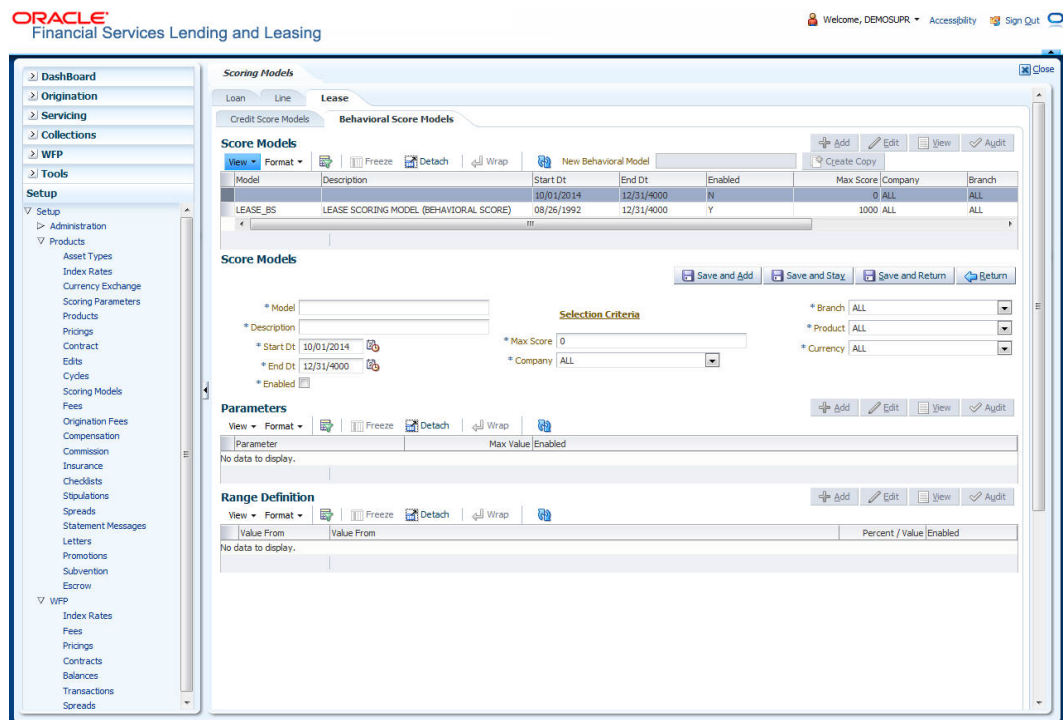 ORACLE
Financial Services Lending and Leasing
Welcome, DEMOSUPR Accessibility Sign Out
Close
DashBoard
Origination
Servicing
Collections
WFP
Tools
Setup
Setup
Administration
Products
Asset Types
Index Rates
Currency Exchange
Scoring Parameters
Products
Pricings
Contract
Edits
Cycles
Scoring Models
Fees
Origination Fees
Compensation
Commission
Insurance
Checklists
Stipulations
Spreads
Statement Messages
Letters
Promotions
Subvention
Escrow
WFP
Index Rates
Fees
Pricings
Contracts
Balances
Transactions
Spreads
Scoring Models
Loan Line Lease
Credit Score Models Behavioral Score Models
Score Models
Add Edit View Audit
View Format Freeze Detach Wrap New Behavioral Model Create Copy
Model Description Start Dt End Dt Enabled Max Score Company Branch
10/01/2014 12/31/4000 N 0 ALL ALL
LEASE_BS LEASE SCORING MODEL (BEHAVIORAL SCORE) 08/26/1992 12/31/4000 Y 1000 ALL ALL
Score Models
Save and Add Save and Stay Save and Return Return
* Model
* Description
* Start Dt 10/01/2014
* End Dt 12/31/4000
* Enabled
Selection Criteria
* Max Score 0
* Company ALL
* Branch ALL
* Product ALL
* Currency ALL
Parameters
Add Edit View Audit
View Format Freeze Detach Wrap
Parameter Max Value Enabled
No data to display.
Range Definition
Add Edit View Audit
View Format Freeze Detach Wrap
Value From Value From Percent / Value Enabled
No data to display.